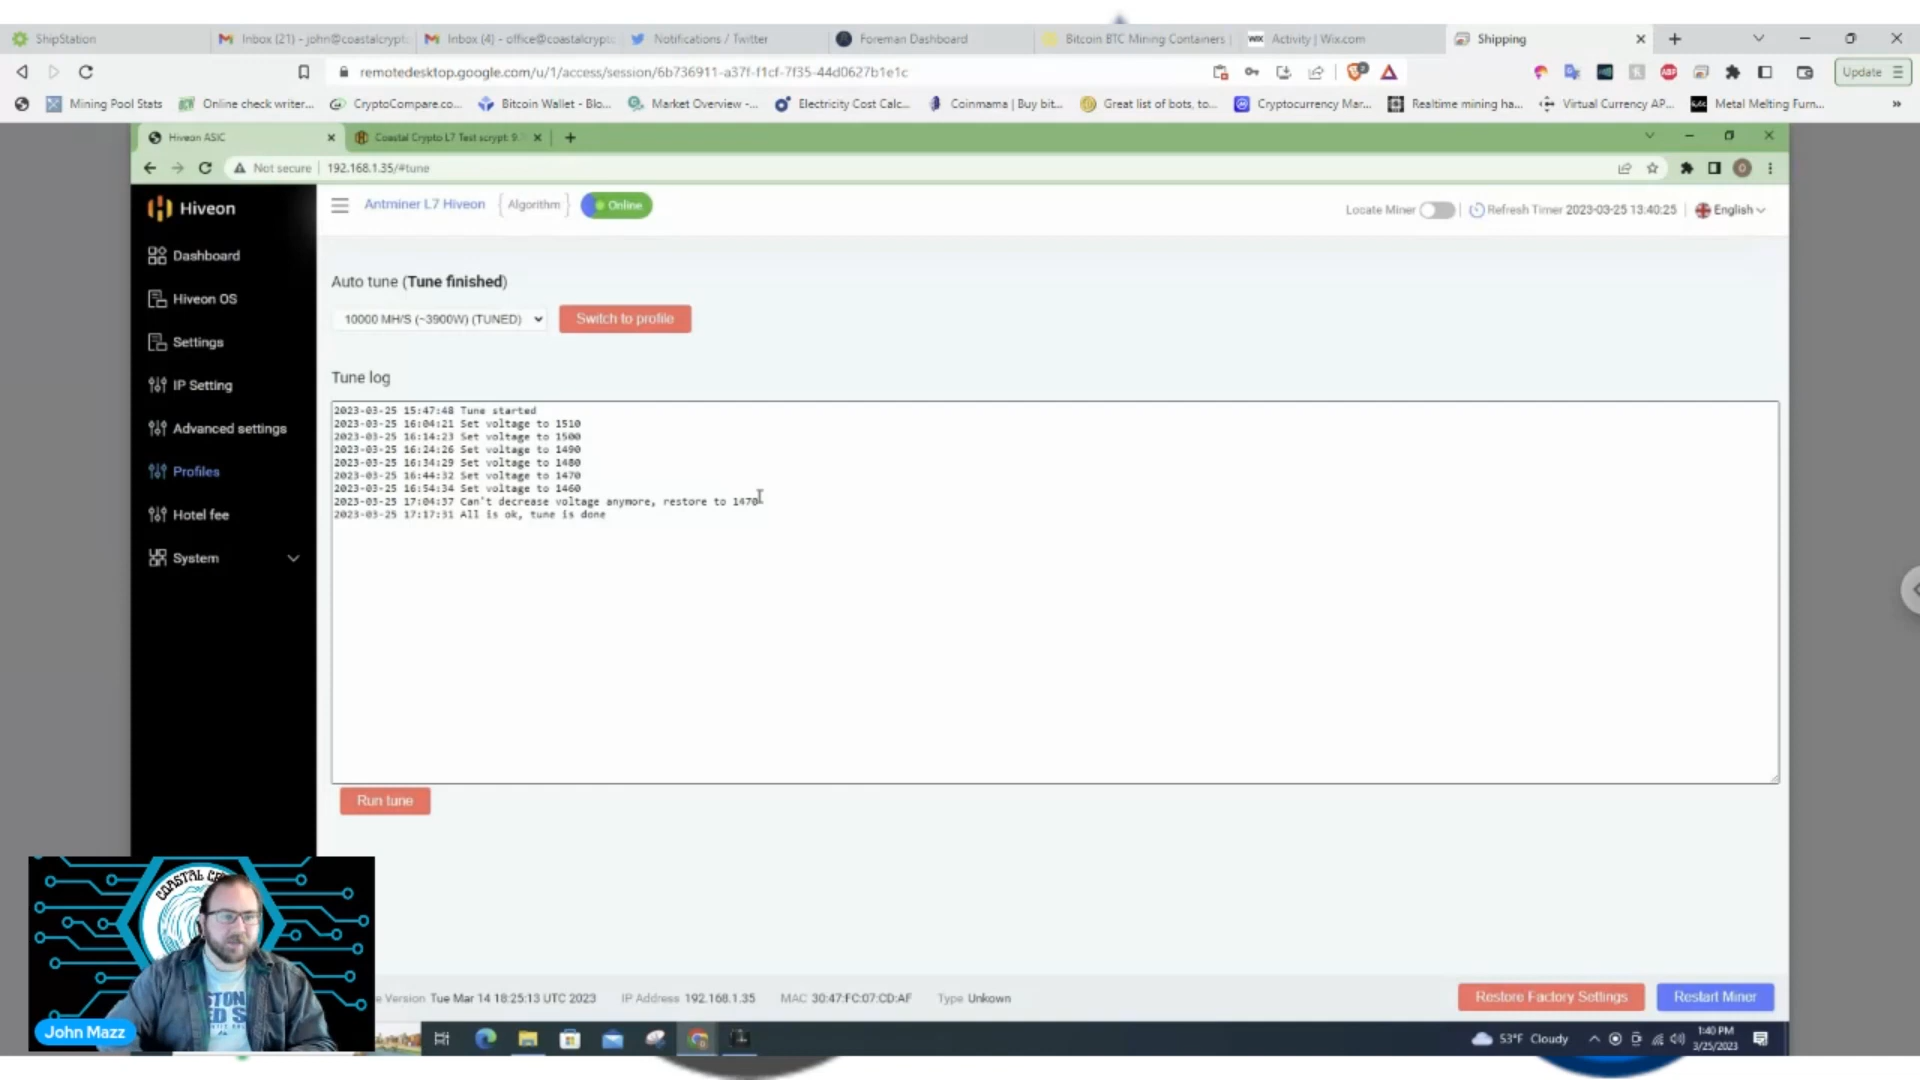 ShipStation
Inbox (21) - john@coastalcrypt
Inbox (4) - office@coastalcryptc
Notifications / Twitter
Foreman Dashboard
Bitcoin BTC Mining Containers
Activity | Wix.com
Shipping
remotedesktop.google.com/u/1/access/session/6b736911-a37f-f1cf-7f35-44d0627b1e1c
Update
Mining Pool Stats
Online check writer...
CryptoCompare.co...
Bitcoin Wallet - Blo...
Market Overview -...
Electricity Cost Calc...
Coinmama | Buy bit...
Great list of bots, to...
Cryptocurrency Mar...
Realtime mining ha...
Virtual Currency AP...
Metal Melting Furn...
Hiveon ASIC
Coastal Crypto L7 Test scrypt: 9.
Not secure
192.168.1.35/#tune
Hiveon
Antminer L7 Hiveon
{ Algorithm }
Online
Locate Miner
Refresh Timer 2023-03-25 13:40:25
English
Dashboard
Hiveon OS
Settings
IP Setting
Advanced settings
Profiles
Hotel fee
System
Auto tune (Tune finished)
10000 MH/S (~3900W) (TUNED)
Switch to profile
Tune log
2023-03-25 15:47:48 Tune started
2023-03-25 16:04:21 Set voltage to 1510
2023-03-25 16:14:23 Set voltage to 1500
2023-03-25 16:24:26 Set voltage to 1490
2023-03-25 16:34:29 Set voltage to 1480
2023-03-25 16:44:32 Set voltage to 1470
2023-03-25 16:54:34 Set voltage to 1460
2023-03-25 17:04:37 Can't decrease voltage anymore, restore to 1470
2023-03-25 17:17:31 All is ok, tune is done
Run tune
COASTAL
John Mazz
Version Tue Mar 14 18:25:13 UTC 2023
IP Address 192.168.1.35
MAC 30:47:FC:07:CD:AF
Type Unkown
Restore Factory Settings
Restart Miner
53°F Cloudy
1:40 PM
3/25/2023